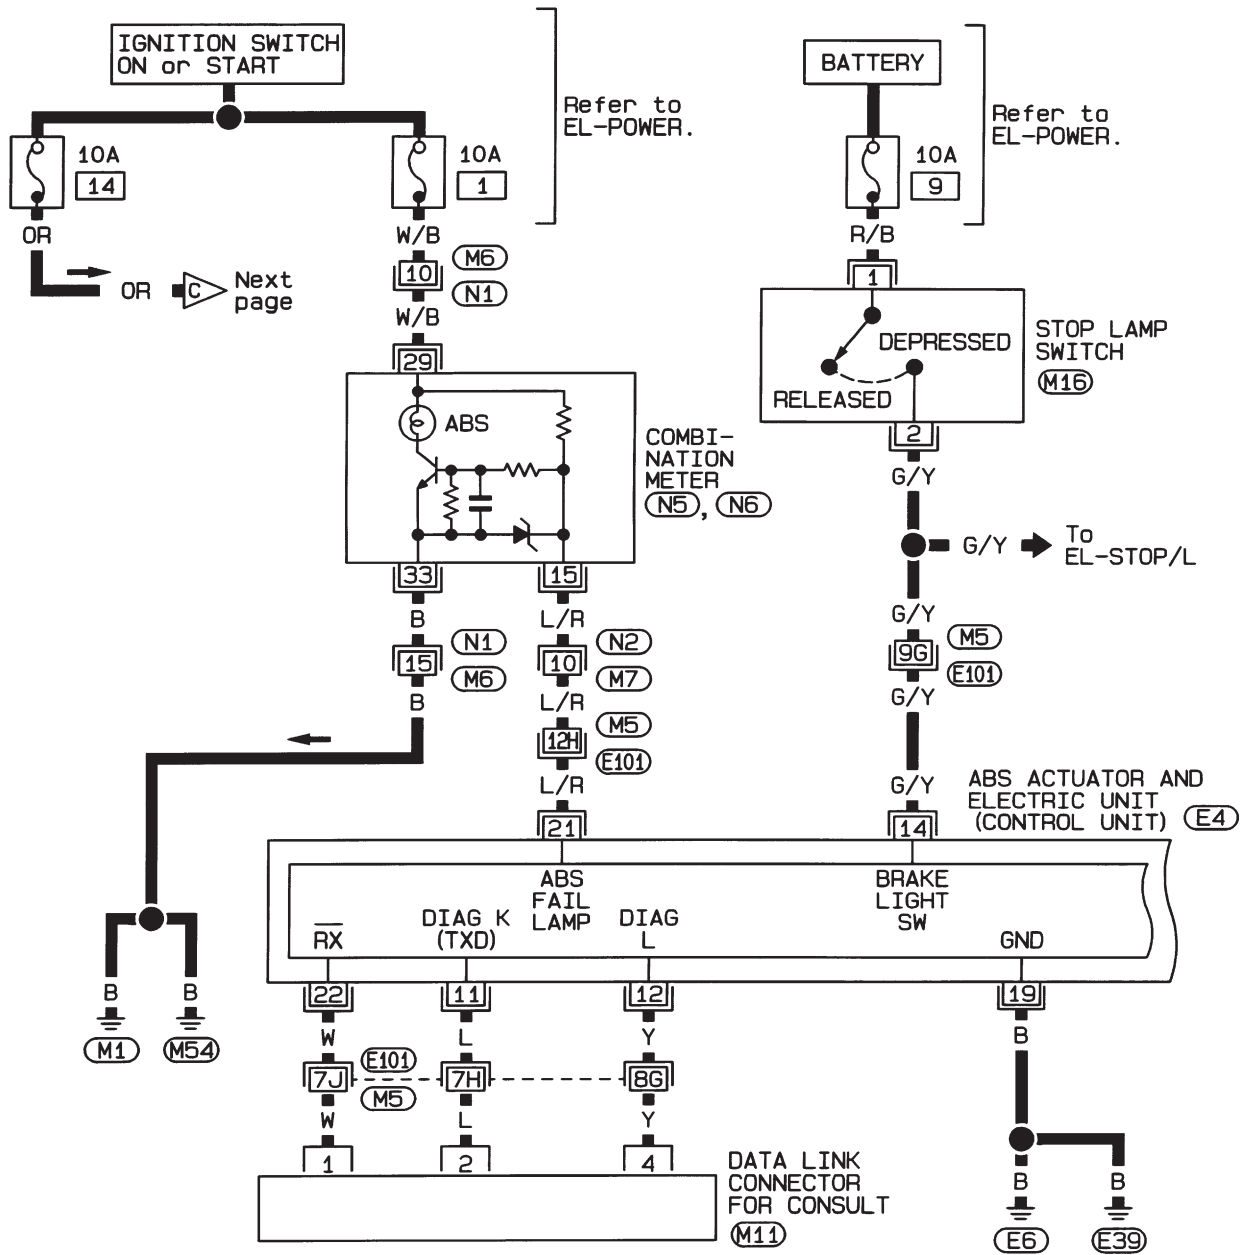 IGNITION SWITCH
ON or START
BATTERY
Refer to
EL-POWER.
Refer to
EL-POWER.
10A
14
10A
1
10A
9
OR
W/B
R/B
OR
C
Next
page
10
M6
N1
W/B
29
1
DEPRESSED
RELEASED
STOP LAMP
SWITCH
M16
2
ABS
COMBI-
NATION
METER
N5, N6
G/Y
G/Y
To
EL-STOP/L
33
15
B
L/R
G/Y
15
N1
M6
10
N2
M7
9G
M5
E101
B
L/R
G/Y
12H
M5
E101
L/R
G/Y
21
14
ABS ACTUATOR AND
ELECTRIC UNIT
(CONTROL UNIT)
E4
ABS
FAIL
LAMP
BRAKE
LIGHT
SW
RX
DIAG K
(TXD)
DIAG
L
GND
22
11
12
19
B
B
M1
M54
W
L
Y
B
7J
E101
M5
7H
8G
W
L
Y
1
2
4
DATA LINK
CONNECTOR
FOR CONSULT
M11
B
B
E6
E39